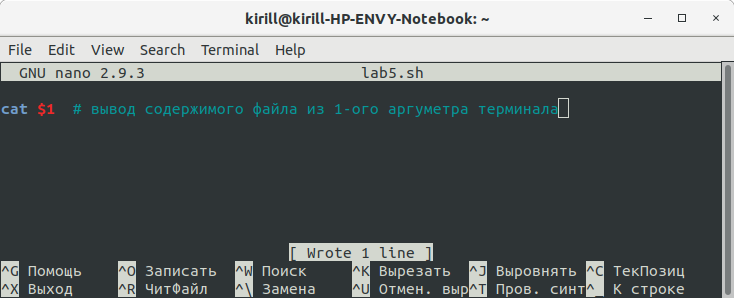 kirill@kirill-HP-ENVY-Notebook: ~
File Edit View Search Terminal Help
GNU nano 2.9.3 lab5.sh
cat $1 # вывод содержимого файла из 1-ого аргуметра терминала
[ Wrote 1 line ]
^G Помощь ^O Записать ^W Поиск ^K Вырезать ^J Выровнять ^C ТекПозиц
^X Выход ^R ЧитФайл ^\ Замена ^U Отмен. выр^T Пров. синт^_ К строке